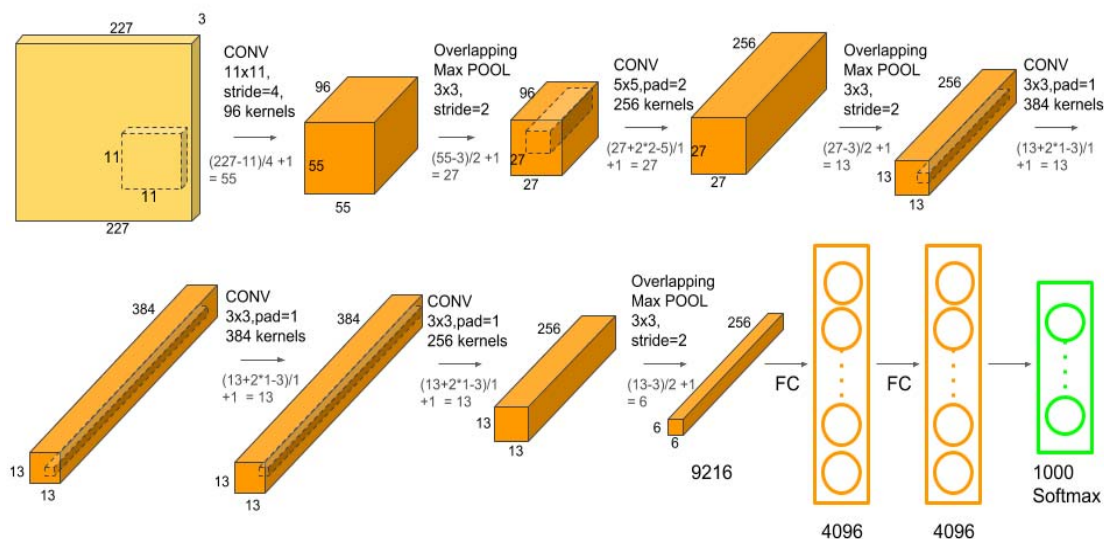 227
3
CONV
11x11,
stride=4,
96 kernels
(227-11)/4 +1
= 55
11
11
227
96
55
55
Overlapping
Max POOL
3x3,
stride=2
(55-3)/2 +1
= 27
96
27
27
CONV
5x5,pad=2
256 kernels
(27+2*2-5)/1
+1 = 27
256
27
27
Overlapping
Max POOL
3x3,
stride=2
(27-3)/2 +1
= 13
256
13
13
CONV
3x3,pad=1
384 kernels
(13+2*1-3)/1
+1 = 13
384
13
13
CONV
3x3,pad=1
384 kernels
(13+2*1-3)/1
+1 = 13
384
13
13
CONV
3x3,pad=1
256 kernels
(13+2*1-3)/1
+1 = 13
256
13
13
Overlapping
Max POOL
3x3,
stride=2
(13-3)/2 +1
= 6
256
6
6
9216
FC
4096
FC
4096
1000
Softmax